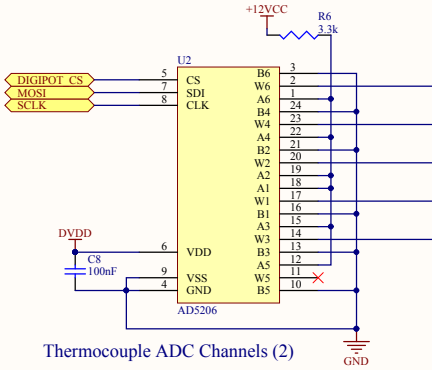 +12VCC
R6
3.3k
U2
DIGIPOT_CS 5 CS B6 3
MOSI 7 SDI W6 2
SCLK 8 CLK A6 1
B4 24
W4 23
A4 22
B2 21
W2 20
A2 19
A1 18
W1 17
B1 16
A3 15
W3 14
DVDD 6 VDD B3 13
C8 A5 12
100nF 9 VSS W5 11
4 GND B5 10
AD5206
Thermocouple ADC Channels (2)
GND